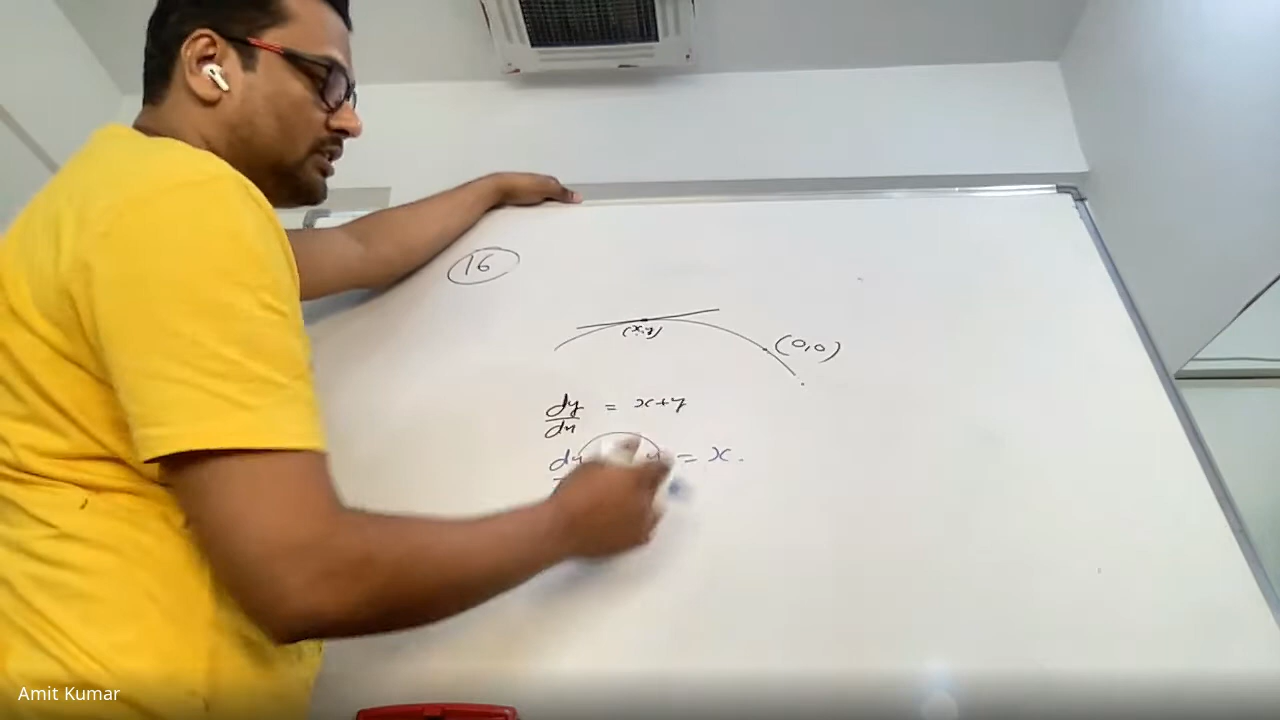 16
(x,y)
(0,0)
dy/dx = x+y
dy = x.
Amit Kumar